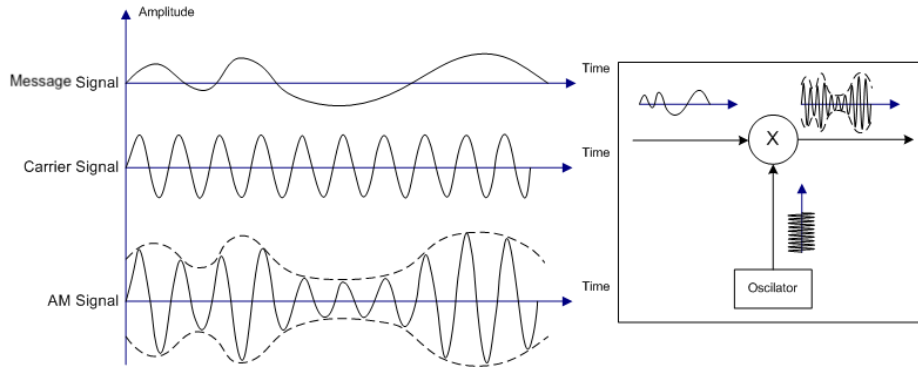 Amplitude
Message Signal
Time
Carrier Signal
Time
AM Signal
Time
X
Oscilator